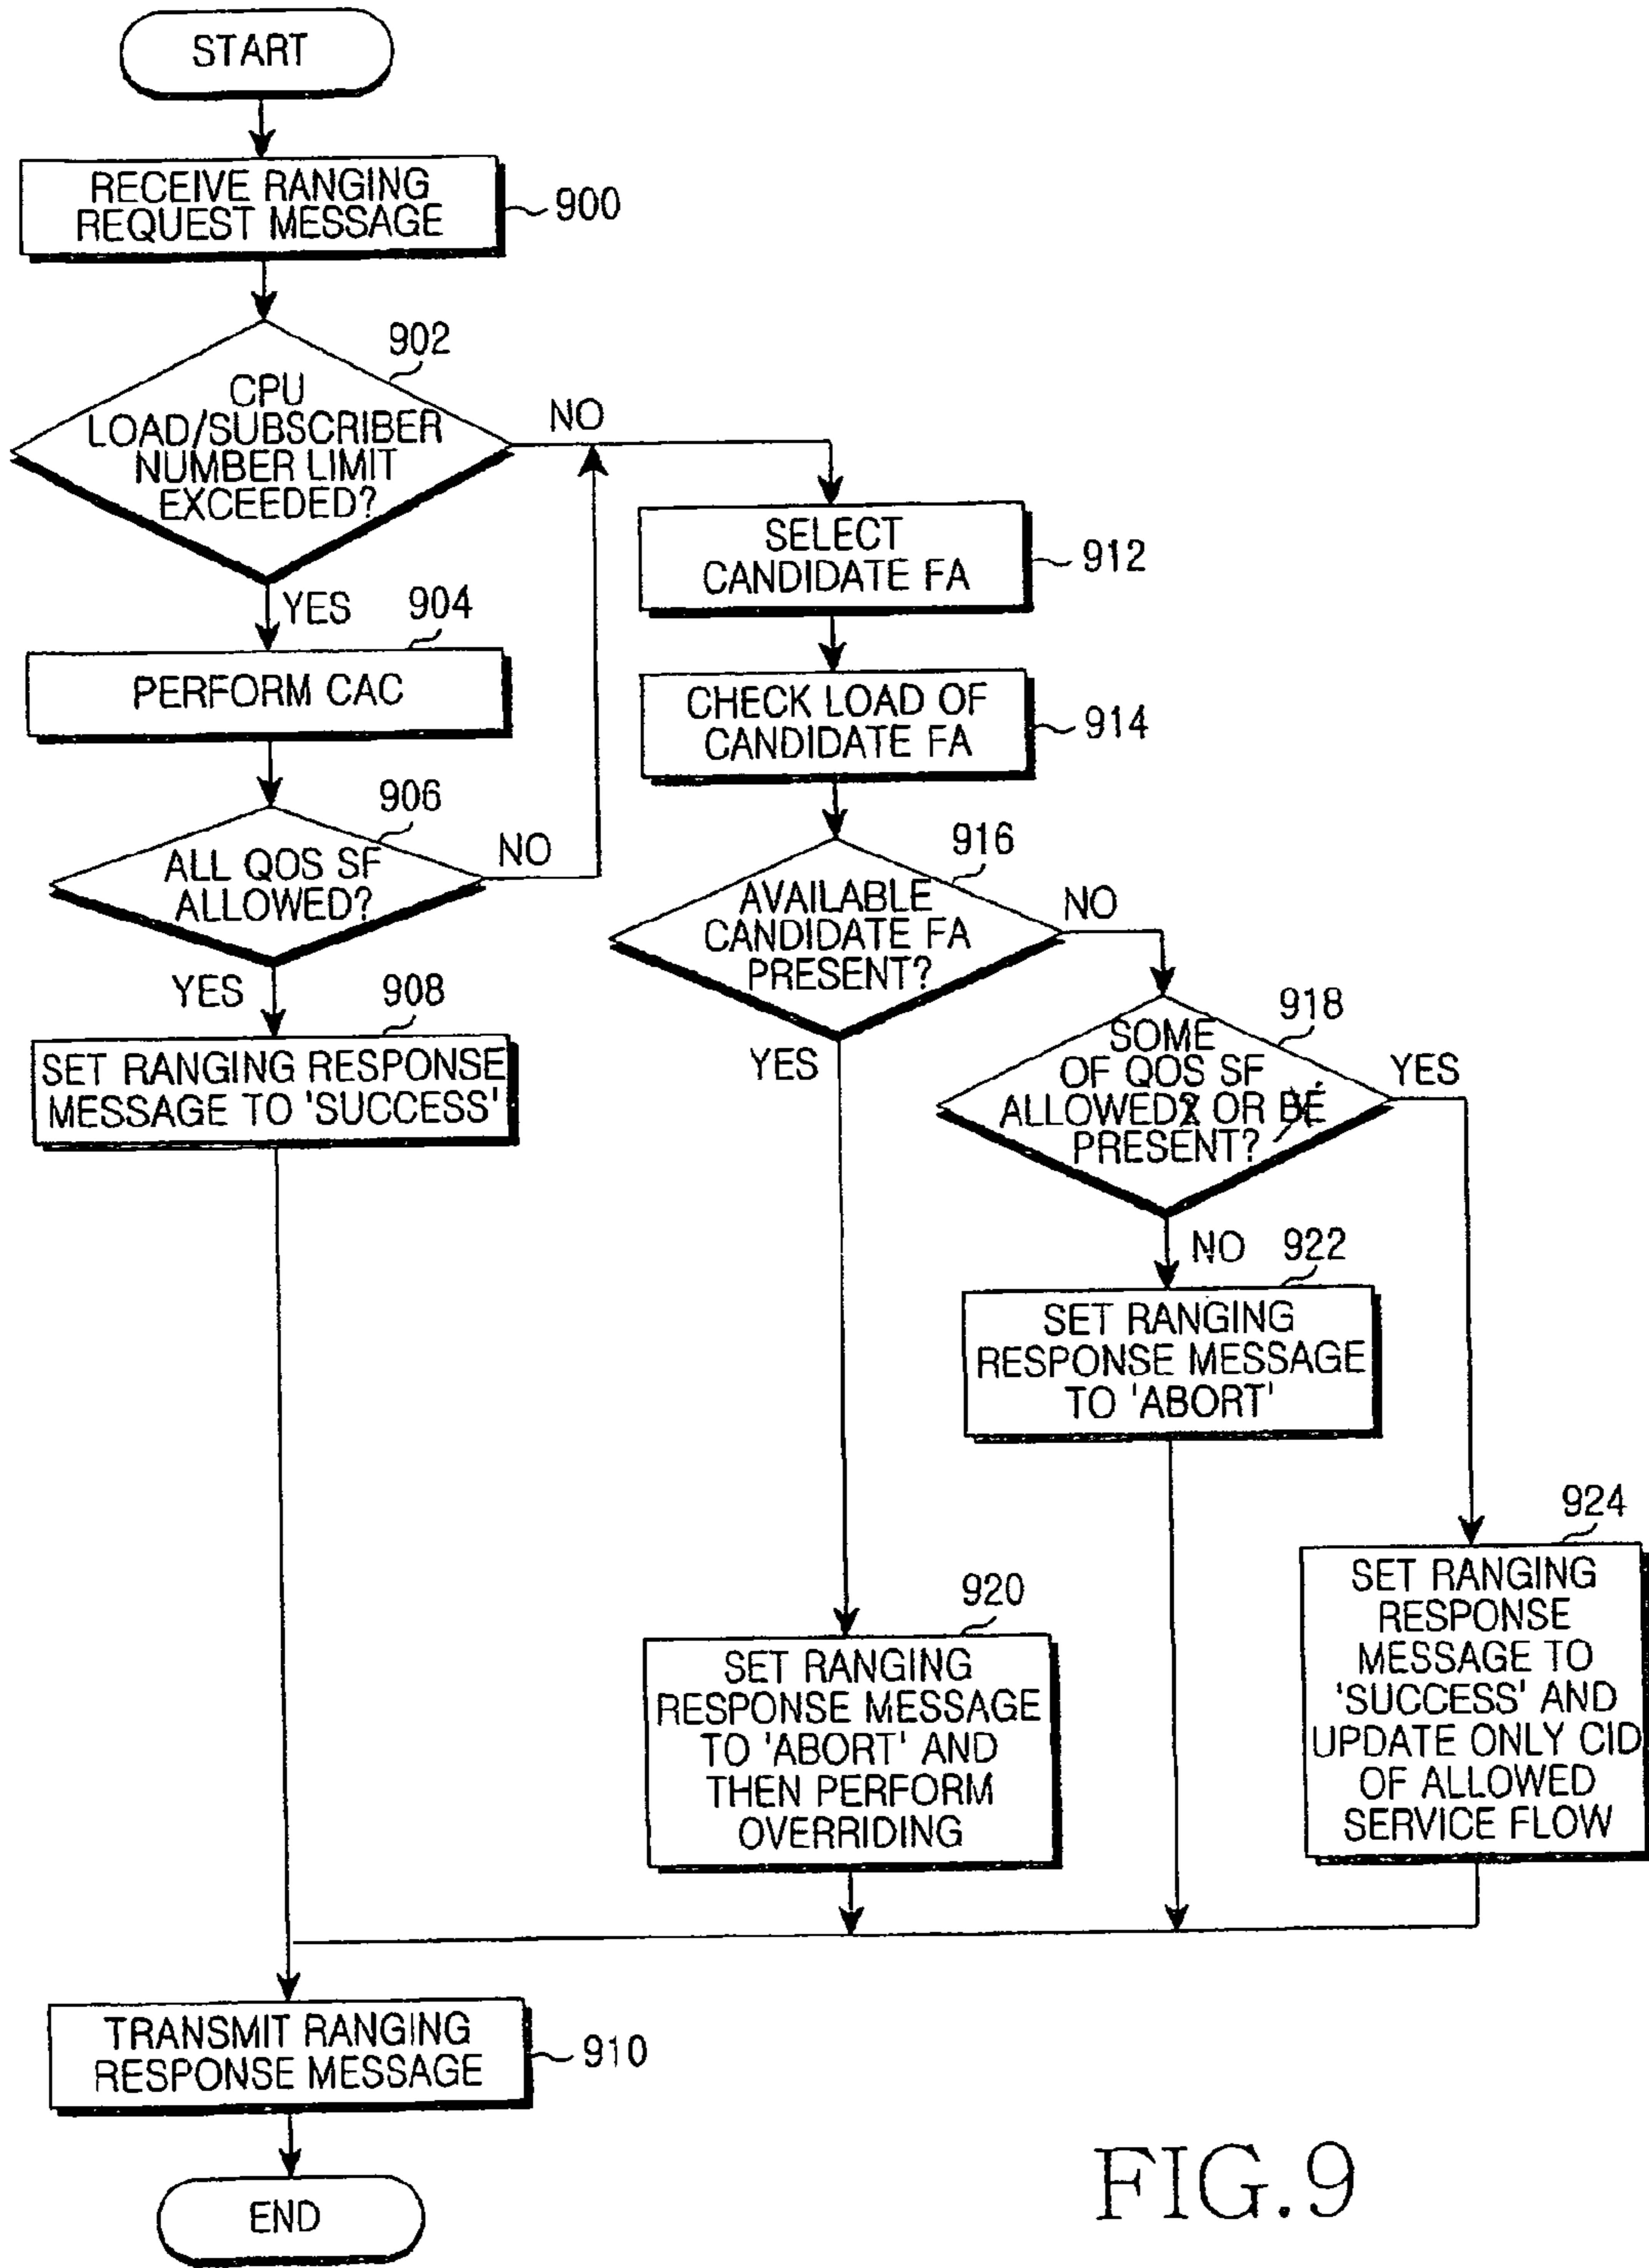 START
RECEIVE RANGING
REQUEST MESSAGE
900
902
CPU
LOAD/SUBSCRIBER
NUMBER LIMIT
EXCEEDED?
NO
YES
904
PERFORM CAC
906
ALL QOS SF
ALLOWED?
NO
YES
908
SET RANGING RESPONSE
MESSAGE TO 'SUCCESS'
SELECT
CANDIDATE FA
912
CHECK LOAD OF
CANDIDATE FA
914
916
AVAILABLE
CANDIDATE FA
PRESENT?
NO
YES
918
SOME
OF QOS SF
ALLOWED? OR BE
PRESENT?
YES
NO
922
SET RANGING
RESPONSE MESSAGE
TO 'ABORT'
924
SET RANGING
RESPONSE
MESSAGE TO
'SUCCESS' AND
UPDATE ONLY CID
OF ALLOWED
SERVICE FLOW
920
SET RANGING
RESPONSE MESSAGE
TO 'ABORT' AND
THEN PERFORM
OVERRIDING
TRANSMIT RANGING
RESPONSE MESSAGE
910
END
FIG.9